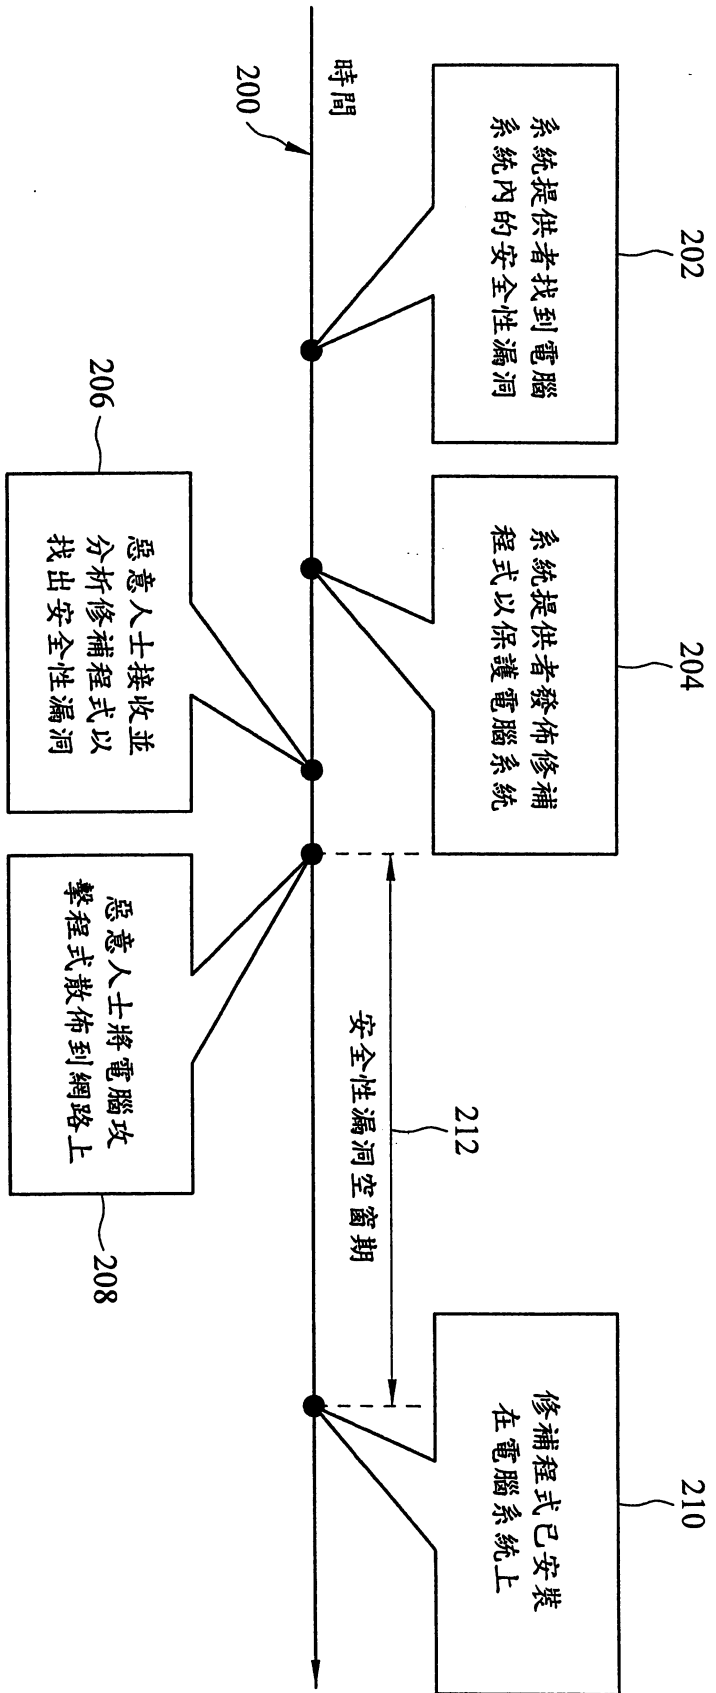 202
系統提供者找到電腦
系統內的安全性漏洞
204
系統提供者發佈修補
程式以保護電腦系統
210
修補程式已安裝
在電腦系統上
212
安全性漏洞空窗期
時間
200
206
惡意人士接收並
分析修補程式以
找出安全性漏洞
惡意人士將電腦攻
擊程式散佈到網路上
208